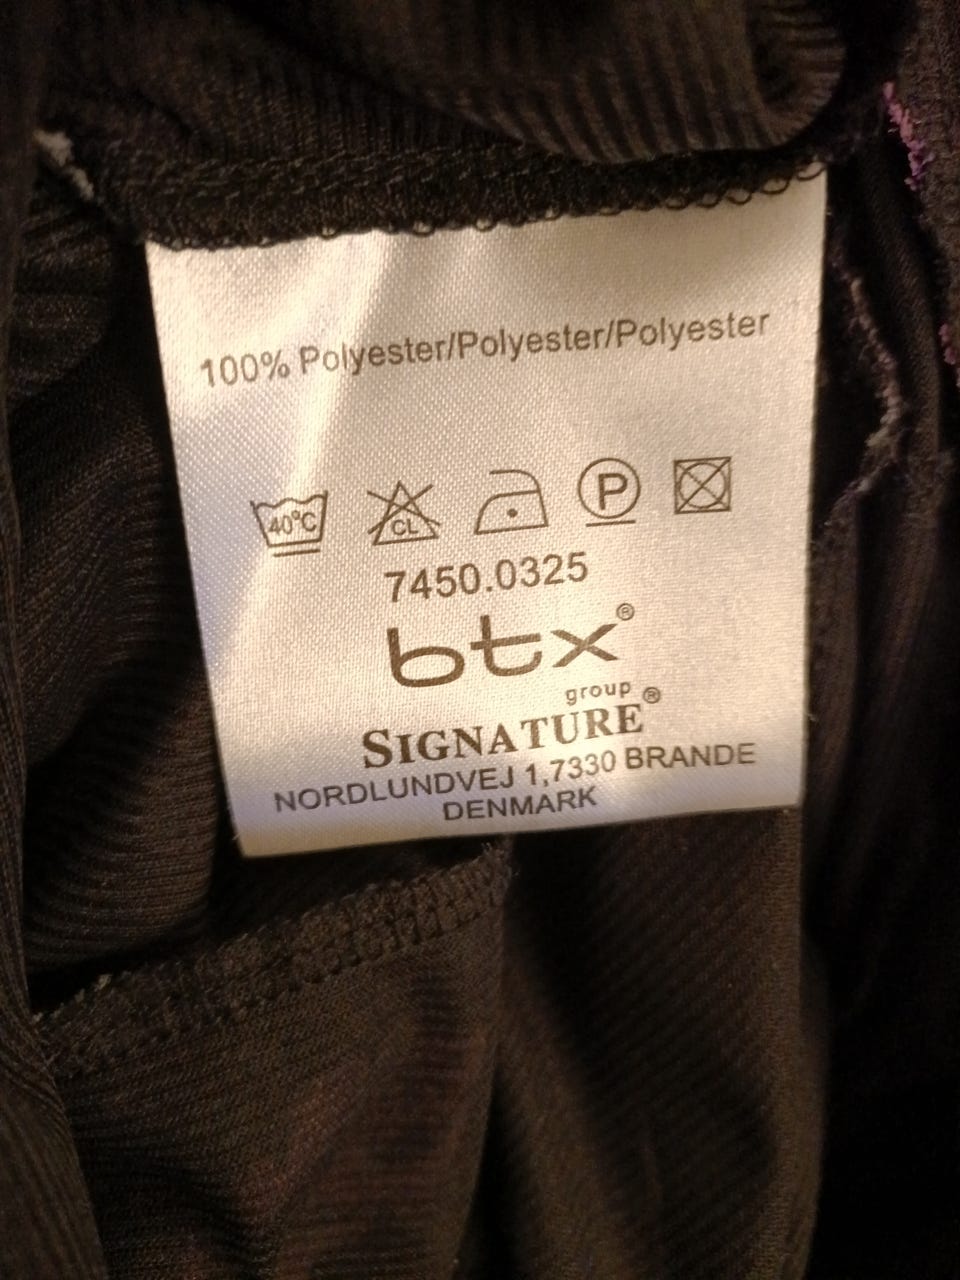 100% Polyester/Polyester/Polyester
40°C CL P
7450.0325
btx®
group ®
SIGNATURE
NORDLUNDVEJ 1,7330 BRANDE
DENMARK